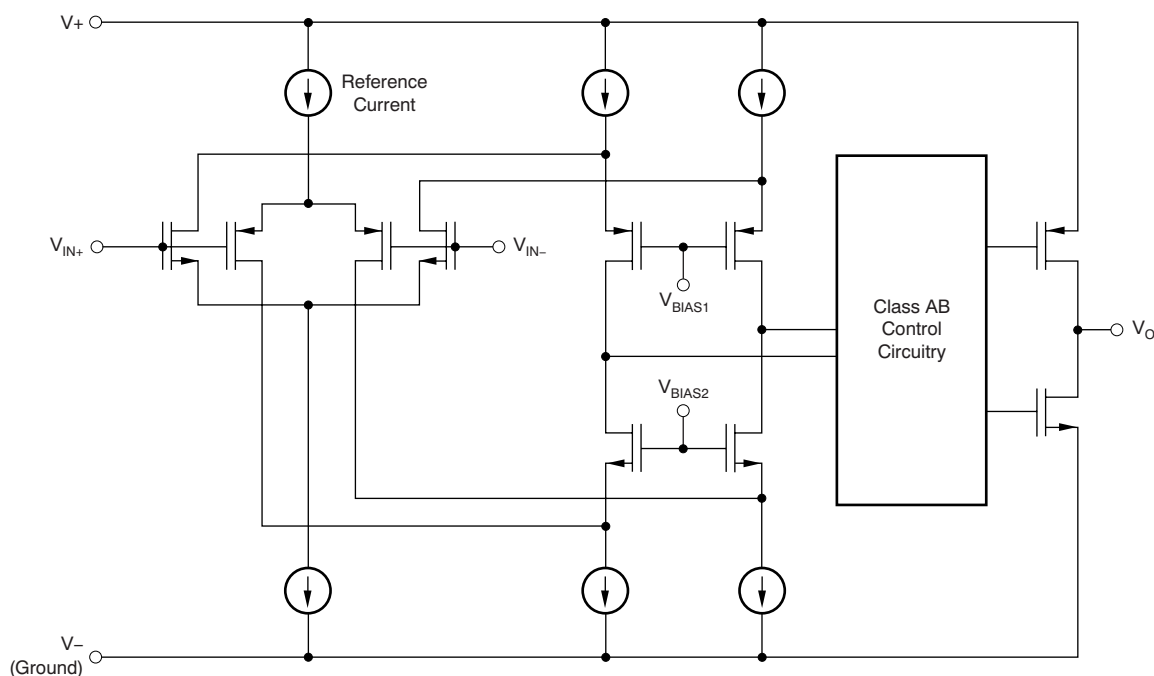 V+
Reference
Current
VIN+
VIN−
VBIAS1
Class AB
Control
Circuitry
VO
VBIAS2
V−
(Ground)